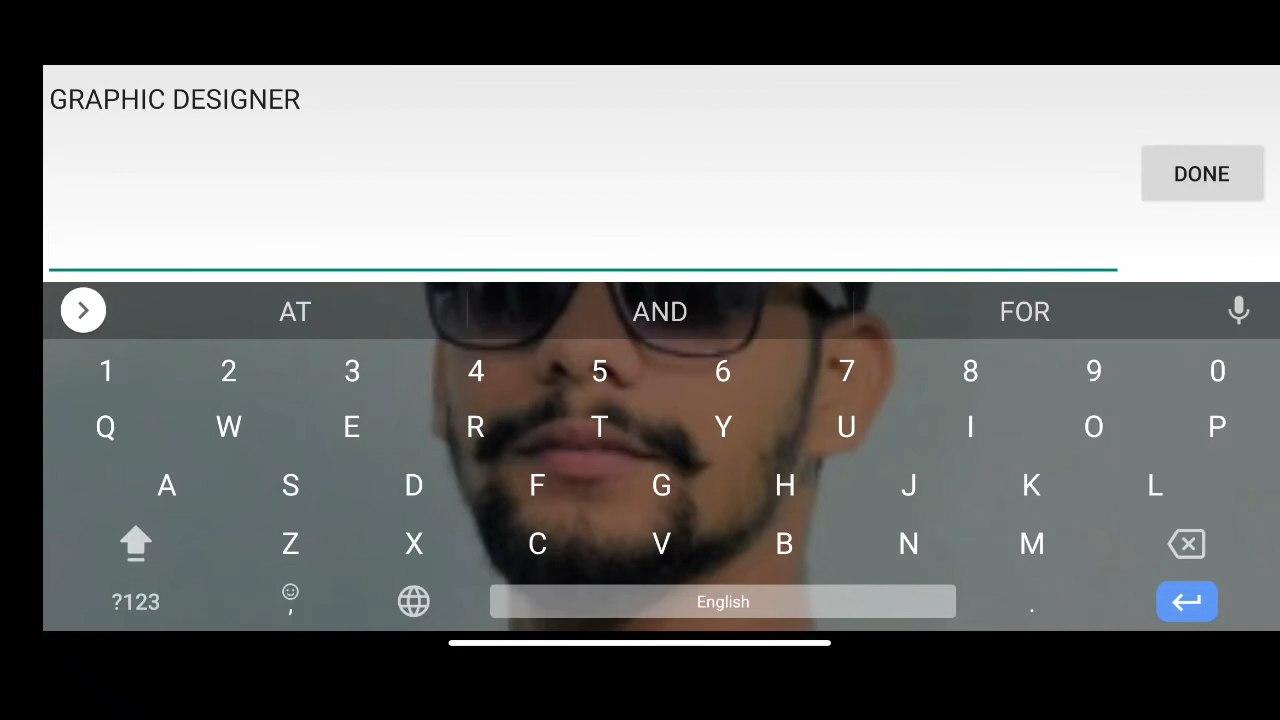 GRAPHIC DESIGNER
DONE
AT AND FOR
1 2 3 4 5 6 7 8 9 0
Q W E R T Y U I O P
A S D F G H J K L
Z X C V B N M
?123 , English .